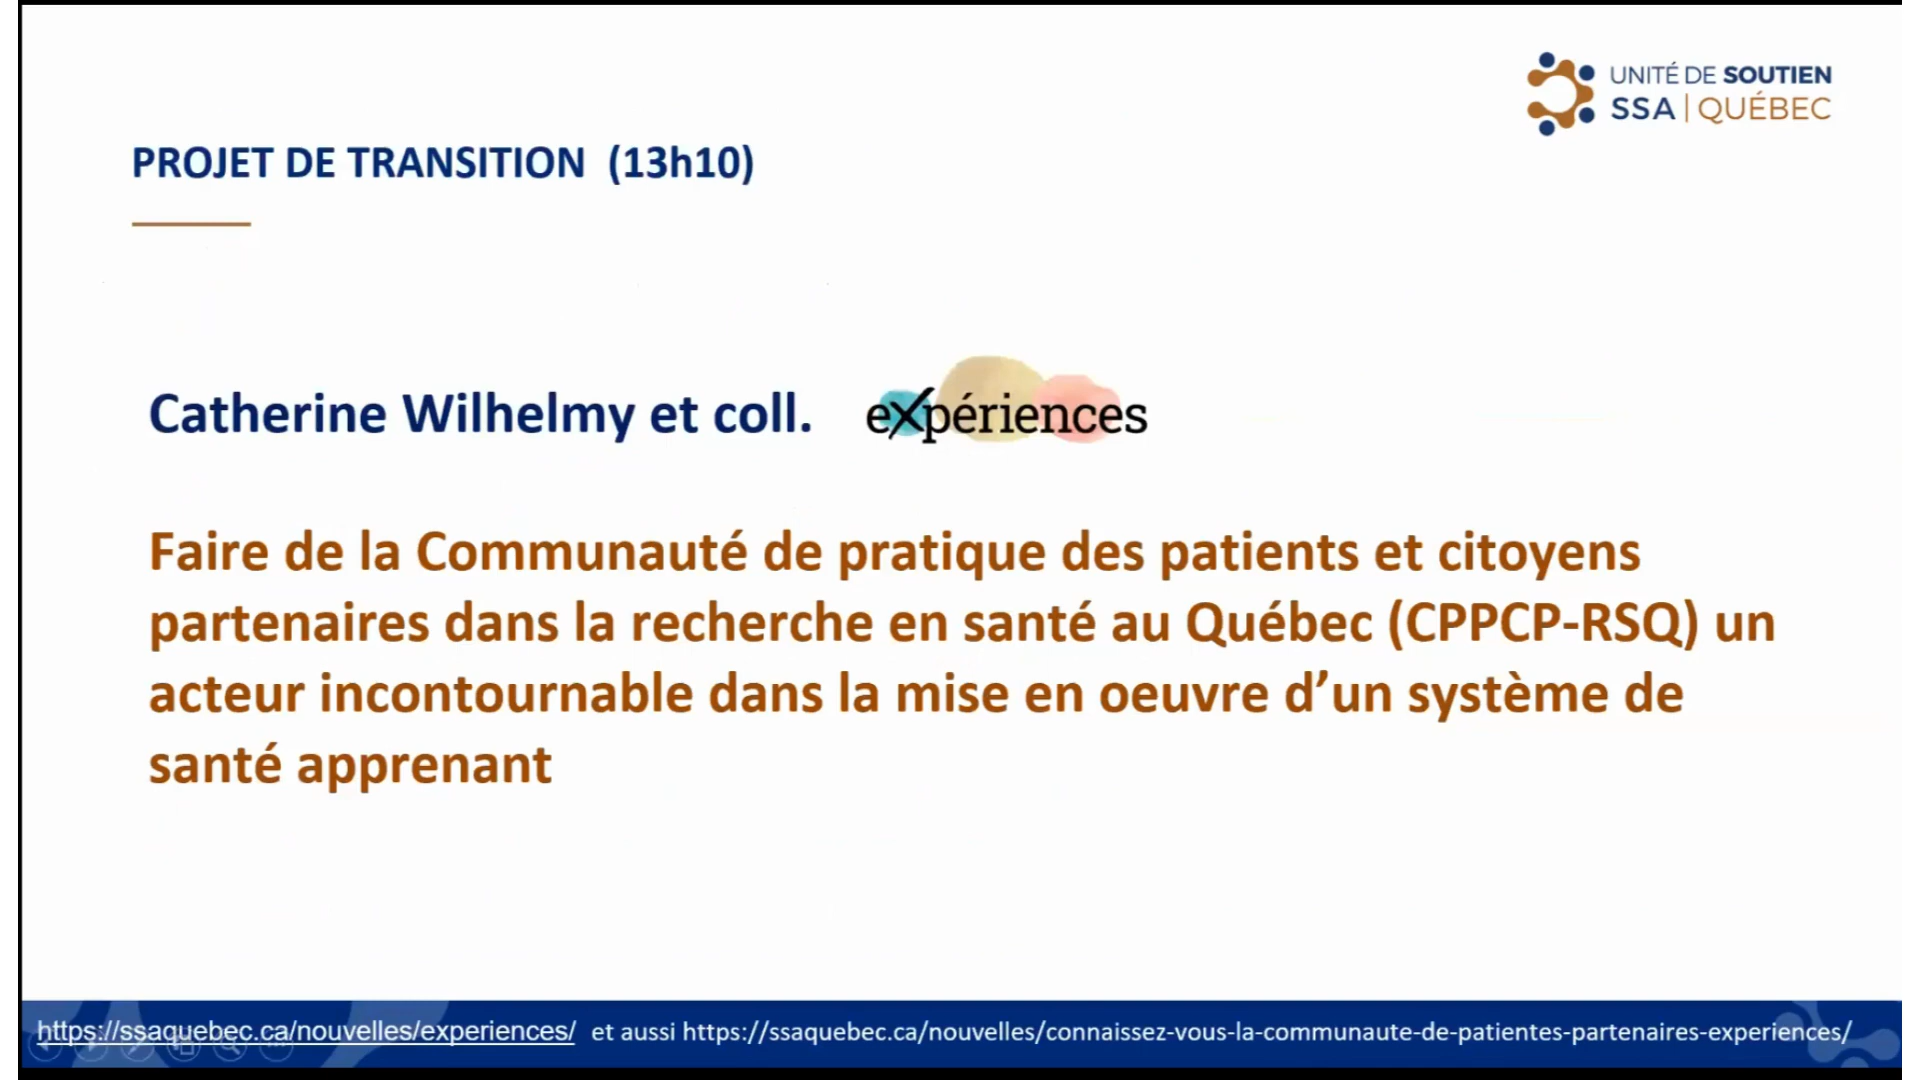 UNITÉ DE SOUTIEN
SSA | QUÉBEC
PROJET DE TRANSITION (13h10)
Catherine Wilhelmy et coll.
expériences
Faire de la Communauté de pratique des patients et citoyens
partenaires dans la recherche en santé au Québec (CPPCP-RSQ) un
acteur incontournable dans la mise en oeuvre d’un système de
santé apprenant
https://ssaquebec.ca/nouvelles/experiences/ et aussi https://ssaquebec.ca/nouvelles/connaissez-vous-la-communaute-de-patientes-partenaires-experiences/